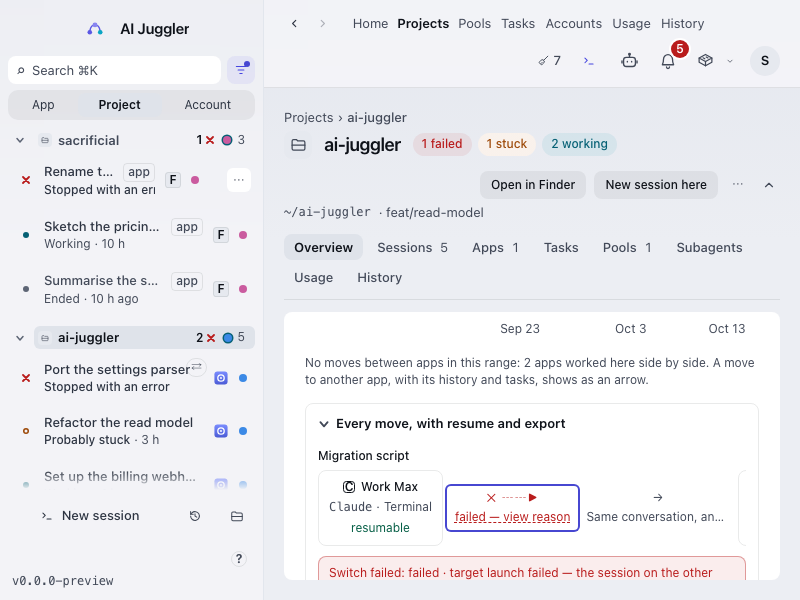 AI Juggler
Search ⌘K
App Project Account
sacrificial 1 ✕ 3
Rename t… app F
Stopped with an err
Sketch the pricin… app F
Working · 10 h
Summarise the s… app F
Ended · 10 h ago
ai-juggler 2 ✕ 5
Port the settings parser
Stopped with an error
Refactor the read model
Probably stuck · 3 h
Set up the billing webh…
New session
?
v0.0.0-preview
Home Projects Pools Tasks Accounts Usage History
7 5 S
Projects › ai-juggler
ai-juggler 1 failed 1 stuck 2 working
Open in Finder New session here ···
~/ai-juggler · feat/read-model
Overview Sessions 5 Apps 1 Tasks Pools 1 Subagents
Usage History
Sep 23 Oct 3 Oct 13
No moves between apps in this range: 2 apps worked here side by side. A move
to another app, with its history and tasks, shows as an arrow.
Every move, with resume and export
Migration script
Work Max
Claude · Terminal
resumable
failed — view reason
→
Same conversation, an…
Switch failed: failed · target launch failed — the session on the other